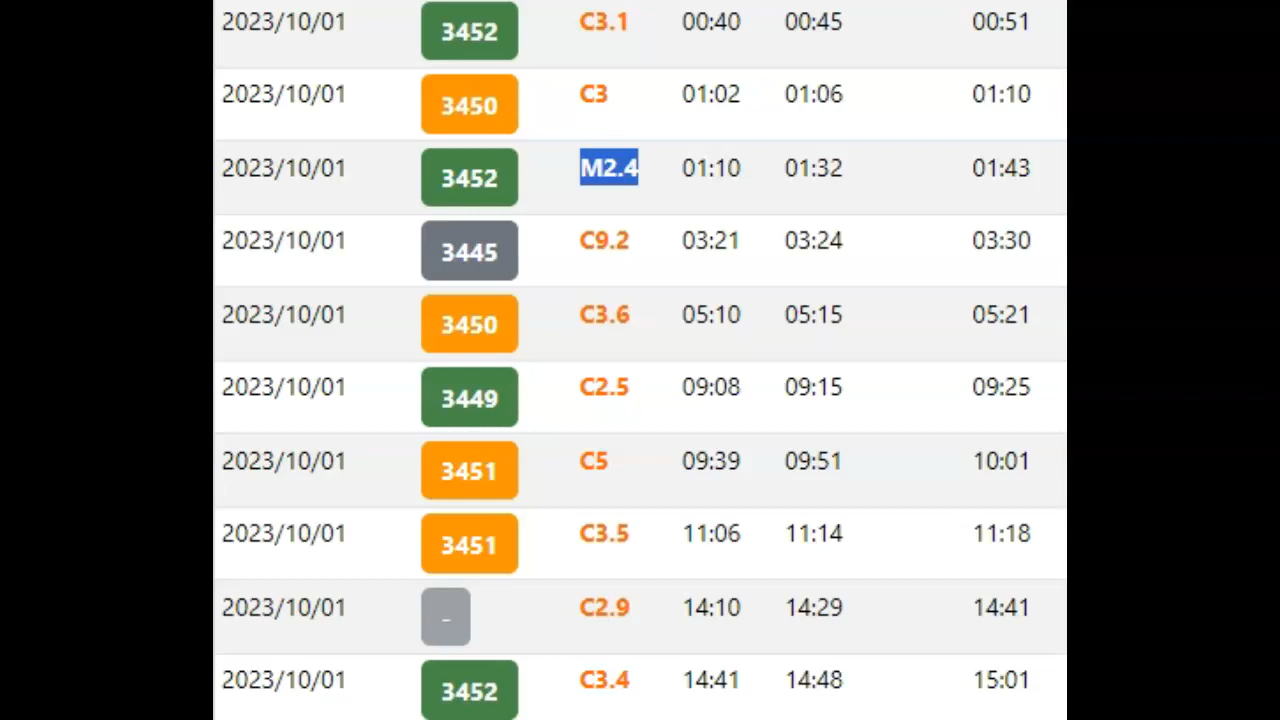 2023/10/01 3452 C3.1 00:40 00:45 00:51
2023/10/01 3450 C3 01:02 01:06 01:10
2023/10/01 3452 M2.4 01:10 01:32 01:43
2023/10/01 3445 C9.2 03:21 03:24 03:30
2023/10/01 3450 C3.6 05:10 05:15 05:21
2023/10/01 3449 C2.5 09:08 09:15 09:25
2023/10/01 3451 C5 09:39 09:51 10:01
2023/10/01 3451 C3.5 11:06 11:14 11:18
2023/10/01 - C2.9 14:10 14:29 14:41
2023/10/01 3452 C3.4 14:41 14:48 15:01